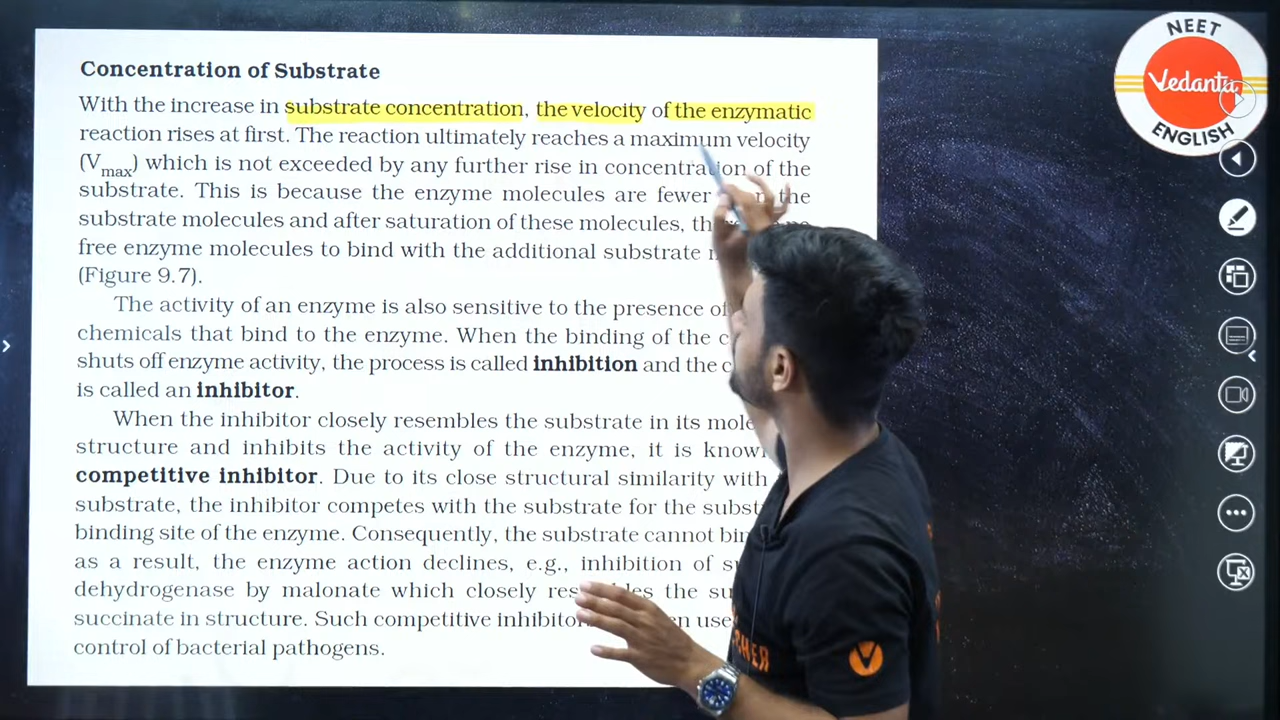 Concentration of Substrate
With the increase in substrate concentration, the velocity of the enzymatic
reaction rises at first. The reaction ultimately reaches a maximum velocity
(Vmax) which is not exceeded by any further rise in concentration of the
substrate. This is because the enzyme molecules are fewer the
substrate molecules and after saturation of these molecules,
free enzyme molecules to bind with the additional substrate
(Figure 9.7).
The activity of an enzyme is also sensitive to the presence of
chemicals that bind to the enzyme. When the binding of the
shuts off enzyme activity, the process is called inhibition and the
is called an inhibitor.
When the inhibitor closely resembles the substrate in its
structure and inhibits the activity of the enzyme, it is
competitive inhibitor. Due to its close structural similarity with
substrate, the inhibitor competes with the substrate for the
binding site of the enzyme. Consequently, the substrate cannot
as a result, the enzyme action declines, e.g., inhibition of
dehydrogenase by malonate which closely the
succinate in structure. Such competitive
control of bacterial pathogens.
NEET
Vedantu
ENGLISH